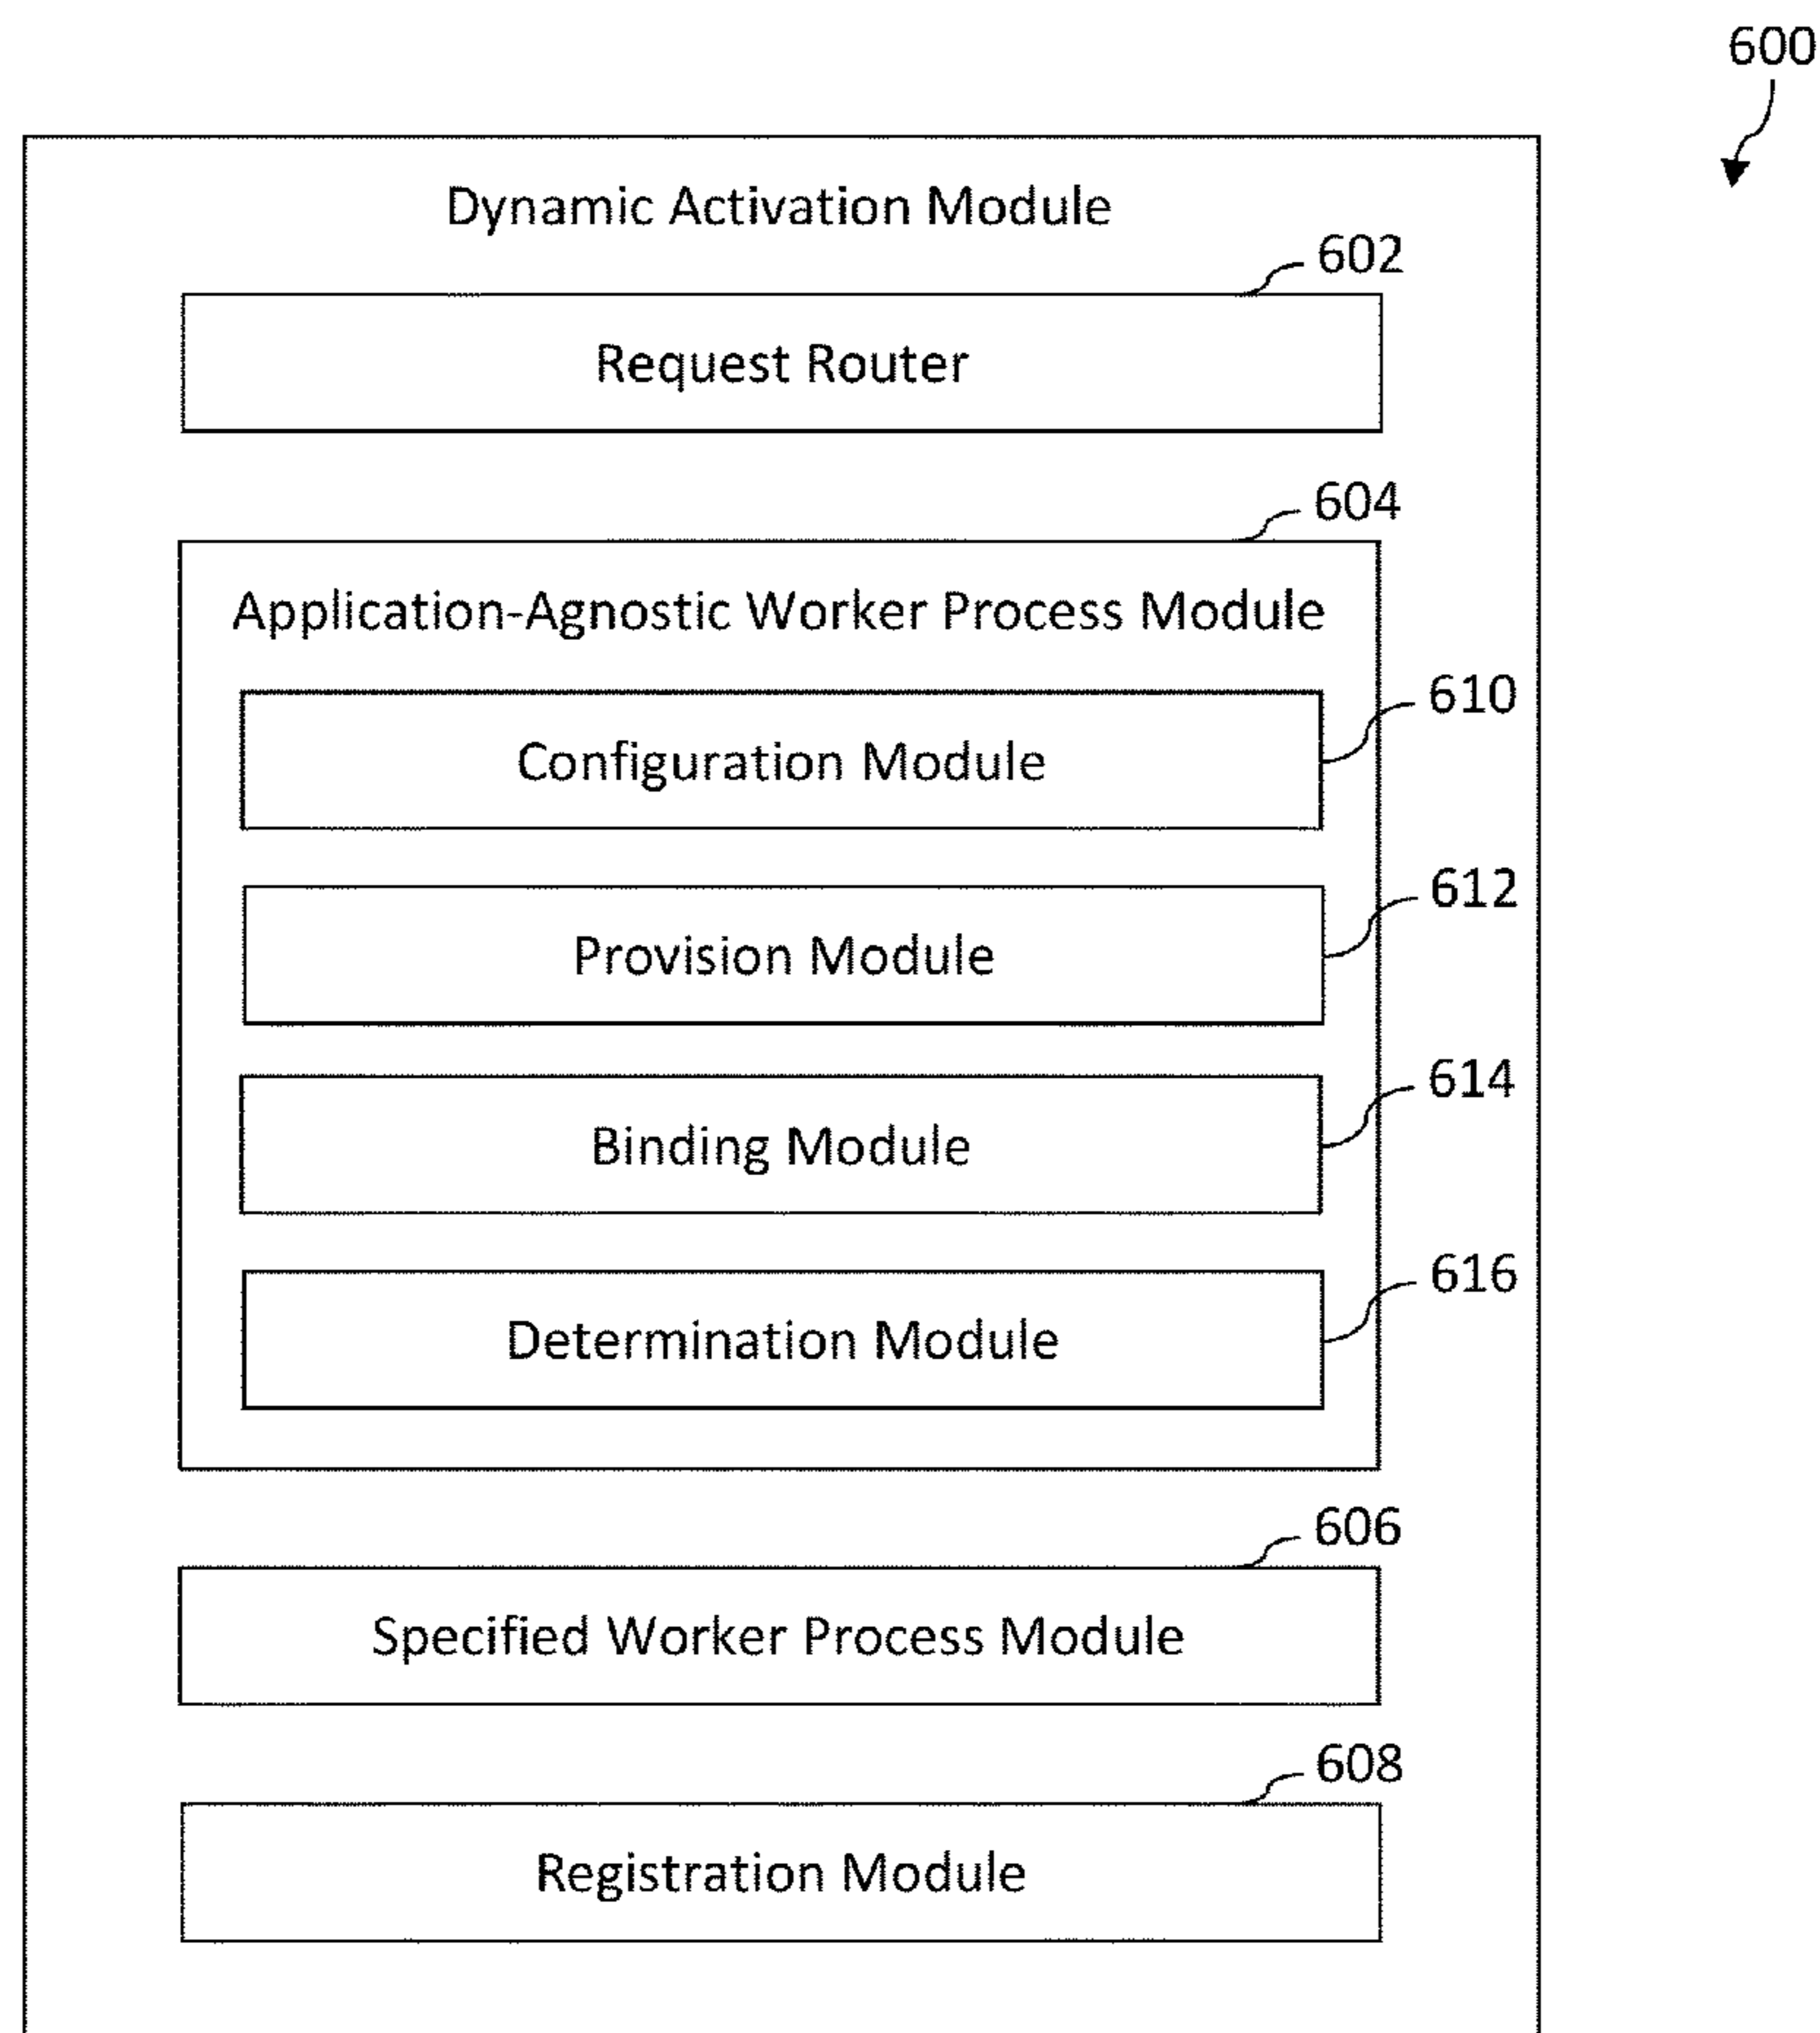 600
Dynamic Activation Module
602
Request Router
604
Application-Agnostic Worker Process Module
610
Configuration Module
612
Provision Module
614
Binding Module
616
Determination Module
606
Specified Worker Process Module
608
Registration Module